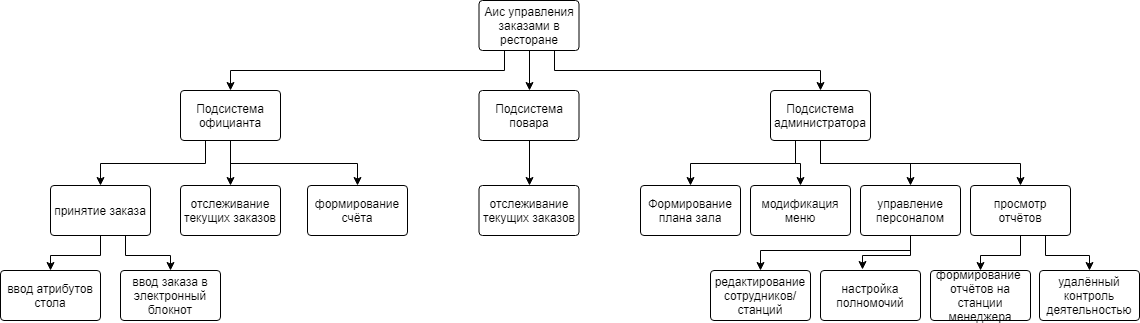 Аис управления
заказами в
ресторане
Подсистема
официанта
Подсистема
повара
Подсистема
администратора
принятие заказа
отслеживание
текущих заказов
формирование
счёта
отслеживание
текущих заказов
Формирование
плана зала
модификация
меню
управление
персоналом
просмотр
отчётов
ввод атрибутов
стола
ввод заказа в
электронный
блокнот
редактирование
сотрудников/
станций
настройка
полномочий
формирование
отчётов на
станции
менеджера
удалённый
контроль
деятельностью